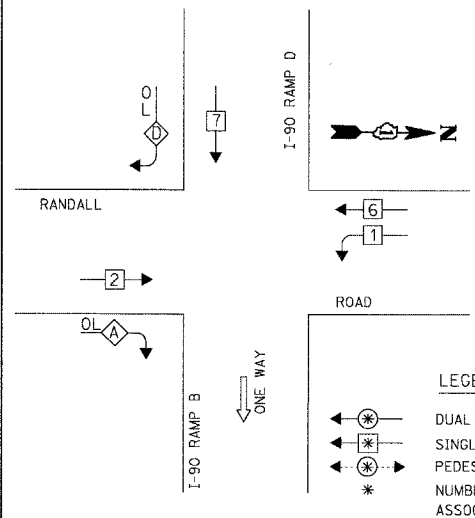 O
L
D
7
I-90 RAMP D
N
RANDALL
6
1
2
ROAD
OL
A
ONE WAY
I-90 RAMP B
LEGE
* DUAL
* SINGL
* PEDES
* NUMBE
ASSOC